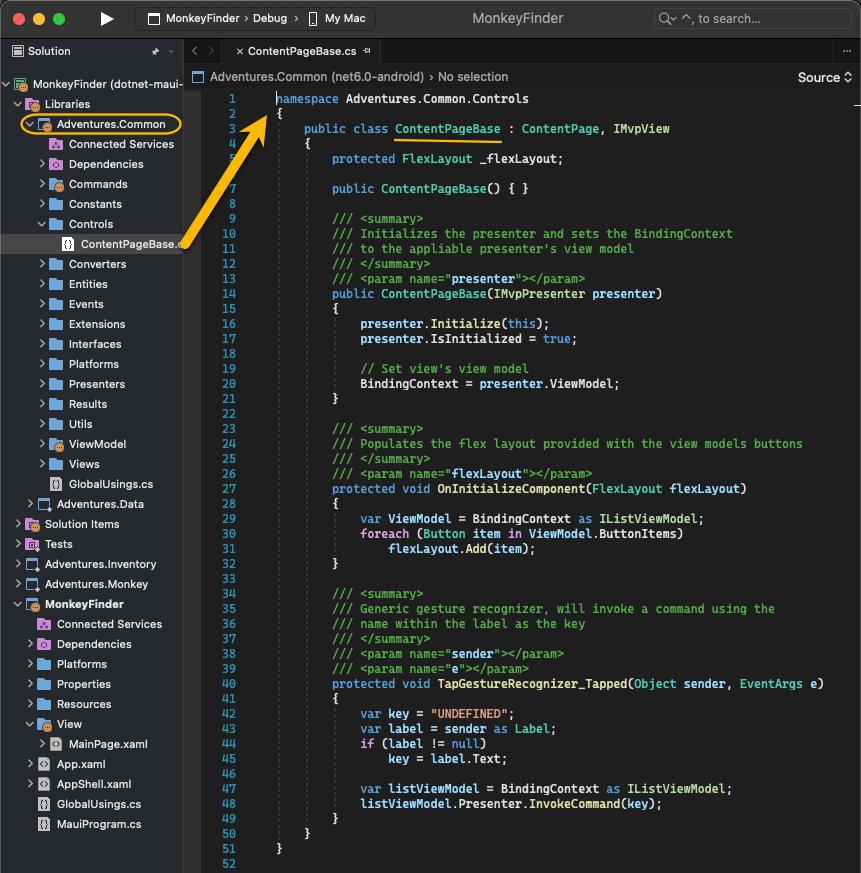 MonkeyFinder › Debug › My Mac
MonkeyFinder
^, to search...
Solution
ContentPageBase.cs
...
Adventures.Common (net6.0-android) › No selection
Source
MonkeyFinder (dotnet-maui-
Libraries
Adventures.Common
Connected Services
Dependencies
Commands
Constants
Controls
ContentPageBase.
Converters
Entities
Events
Extensions
Interfaces
Platforms
Presenters
Results
Utils
ViewModel
Views
GlobalUsings.cs
Adventures.Data
Solution Items
Tests
Adventures.Inventory
Adventures.Monkey
MonkeyFinder
Connected Services
Dependencies
Platforms
Properties
Resources
View
MainPage.xaml
App.xaml
AppShell.xaml
GlobalUsings.cs
MauiProgram.cs
1 namespace Adventures.Common.Controls
2 {
3 public class ContentPageBase : ContentPage, IMvpView
4 {
5 protected FlexLayout _flexLayout;
7 public ContentPageBase() { }
8
9 /// <summary>
10 /// Initializes the presenter and sets the BindingContext
11 /// to the appliable presenter's view model
12 /// </summary>
13 /// <param name="presenter"></param>
14 public ContentPageBase(IMvpPresenter presenter)
15 {
16 presenter.Initialize(this);
17 presenter.IsInitialized = true;
18
19 // Set view's view model
20 BindingContext = presenter.ViewModel;
21 }
22
23 /// <summary>
24 /// Populates the flex layout provided with the view models buttons
25 /// </summary>
26 /// <param name="flexLayout"></param>
27 protected void OnInitializeComponent(FlexLayout flexLayout)
28 {
29 var ViewModel = BindingContext as IListViewModel;
30 foreach (Button item in ViewModel.ButtonItems)
31 flexLayout.Add(item);
32 }
33
34 /// <summary>
35 /// Generic gesture recognizer, will invoke a command using the
36 /// name within the label as the key
37 /// </summary>
38 /// <param name="sender"></param>
39 /// <param name="e"></param>
40 protected void TapGestureRecognizer_Tapped(Object sender, EventArgs e)
41 {
42 var key = "UNDEFINED";
43 var label = sender as Label;
44 if (label != null)
45 key = label.Text;
46
47 var listViewModel = BindingContext as IListViewModel;
48 listViewModel.Presenter.InvokeCommand(key);
49 }
50 }
51 }
52